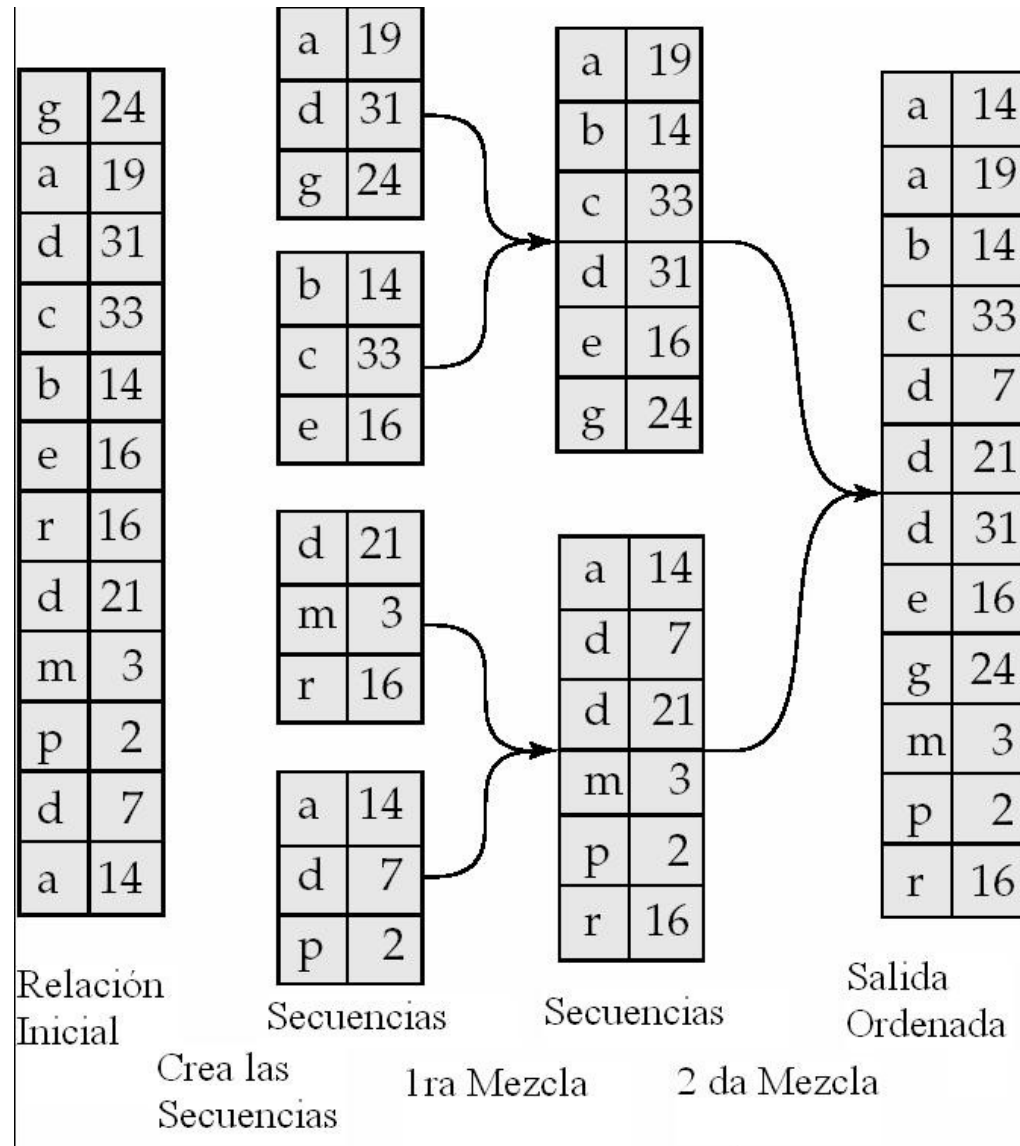 g 24
a 19
d 31
c 33
b 14
e 16
r 16
d 21
m 3
p 2
d 7
a 14
Relación
Inicial
a 19
d 31
g 24
b 14
c 33
e 16
d 21
m 3
r 16
a 14
d 7
p 2
Secuencias
a 19
b 14
c 33
d 31
e 16
g 24
a 14
d 7
d 21
m 3
p 2
r 16
Secuencias
a 14
a 19
b 14
c 33
d 7
d 21
d 31
e 16
g 24
m 3
p 2
r 16
Salida
Ordenada
Crea las
Secuencias
1ra Mezcla
2 da Mezcla